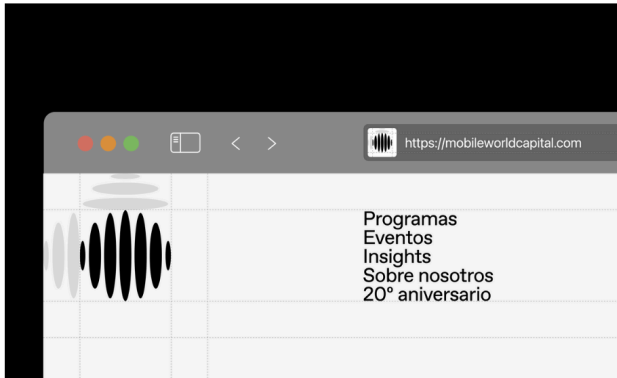 https://mobileworldcapital.com
Programas
Eventos
Insights
Sobre nosotros
20º aniversario